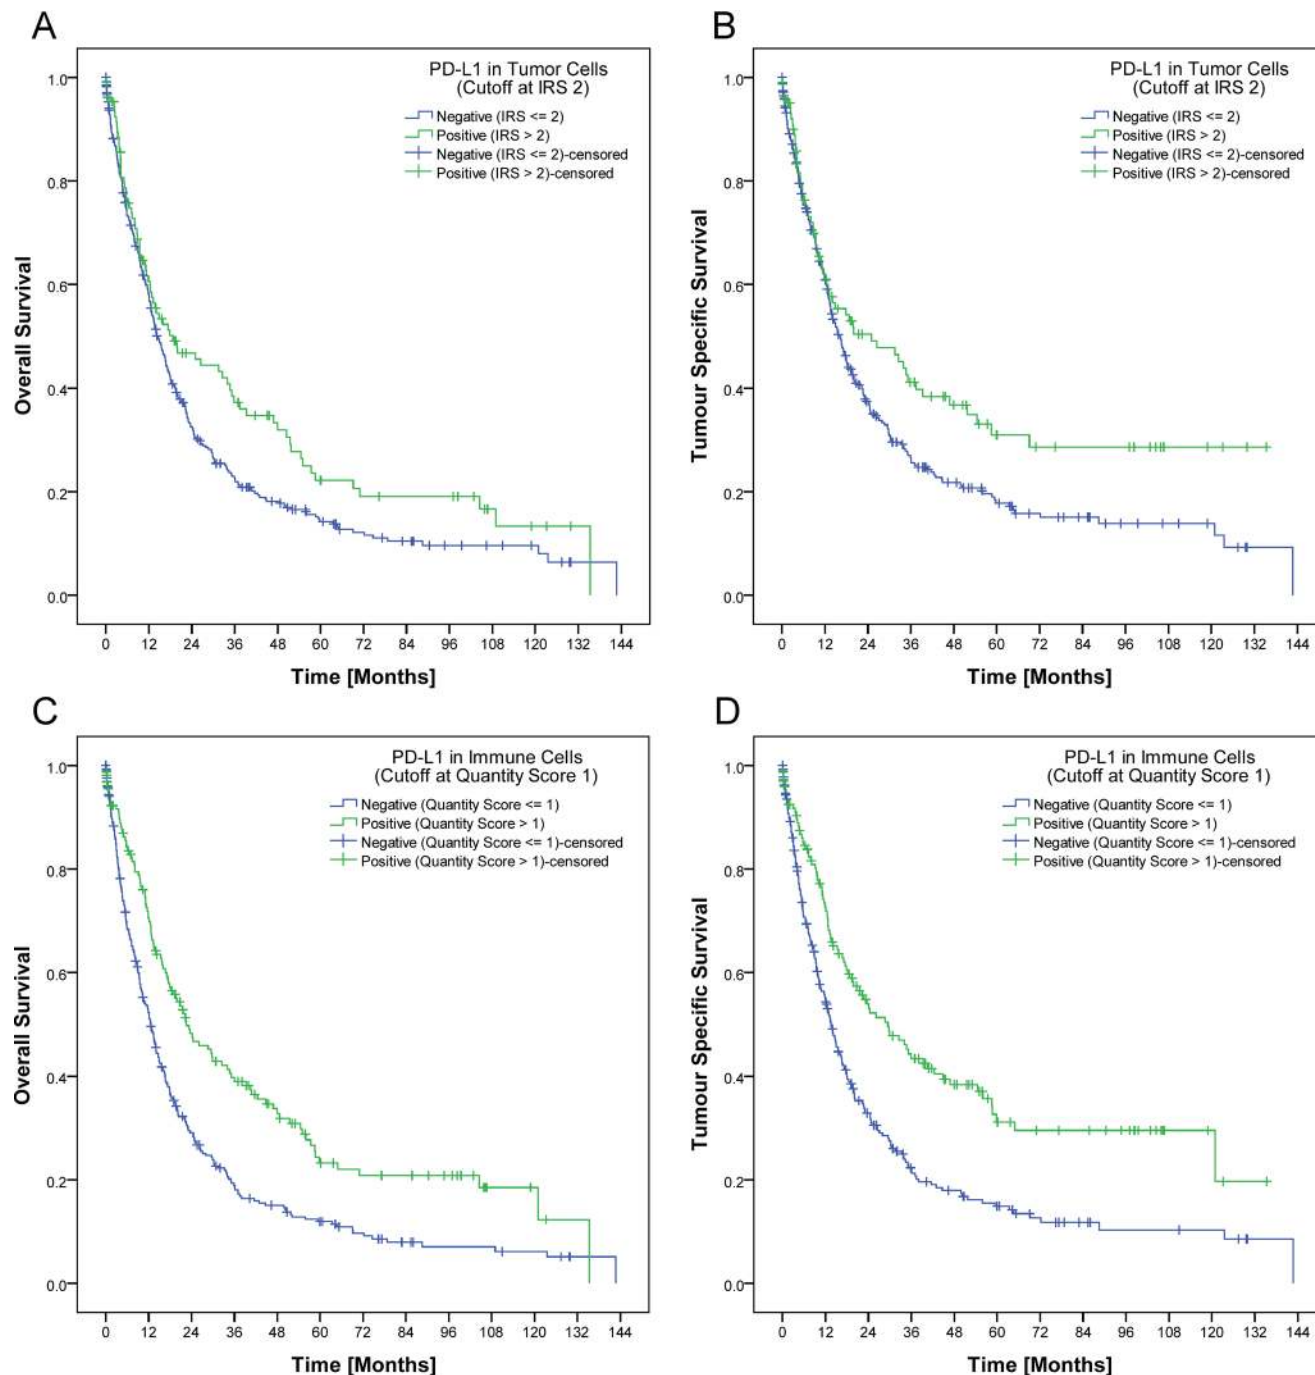 A
PD-L1 in Tumor Cells
(Cutoff at IRS 2)
Negative (IRS <= 2)
Positive (IRS > 2)
Negative (IRS <= 2)-censored
Positive (IRS > 2)-censored
Overall Survival
1.0
0.8
0.6
0.4
0.2
0.0
0 12 24 36 48 60 72 84 96 108 120 132 144
Time [Months]
B
PD-L1 in Tumor Cells
(Cutoff at IRS 2)
Negative (IRS <= 2)
Positive (IRS > 2)
Negative (IRS <= 2)-censored
Positive (IRS > 2)-censored
Tumour Specific Survival
1.0
0.8
0.6
0.4
0.2
0.0
0 12 24 36 48 60 72 84 96 108 120 132 144
Time [Months]
C
PD-L1 in Immune Cells
(Cutoff at Quantity Score 1)
Negative (Quantity Score <= 1)
Positive (Quantity Score > 1)
Negative (Quantity Score <= 1)-censored
Positive (Quantity Score > 1)-censored
Overall Survival
1.0
0.8
0.6
0.4
0.2
0.0
0 12 24 36 48 60 72 84 96 108 120 132 144
Time [Months]
D
PD-L1 in Immune Cells
(Cutoff at Quantity Score 1)
Negative (Quantity Score <= 1)
Positive (Quantity Score > 1)
Negative (Quantity Score <= 1)-censored
Positive (Quantity Score > 1)-censored
Tumour Specific Survival
1.0
0.8
0.6
0.4
0.2
0.0
0 12 24 36 48 60 72 84 96 108 120 132 144
Time [Months]